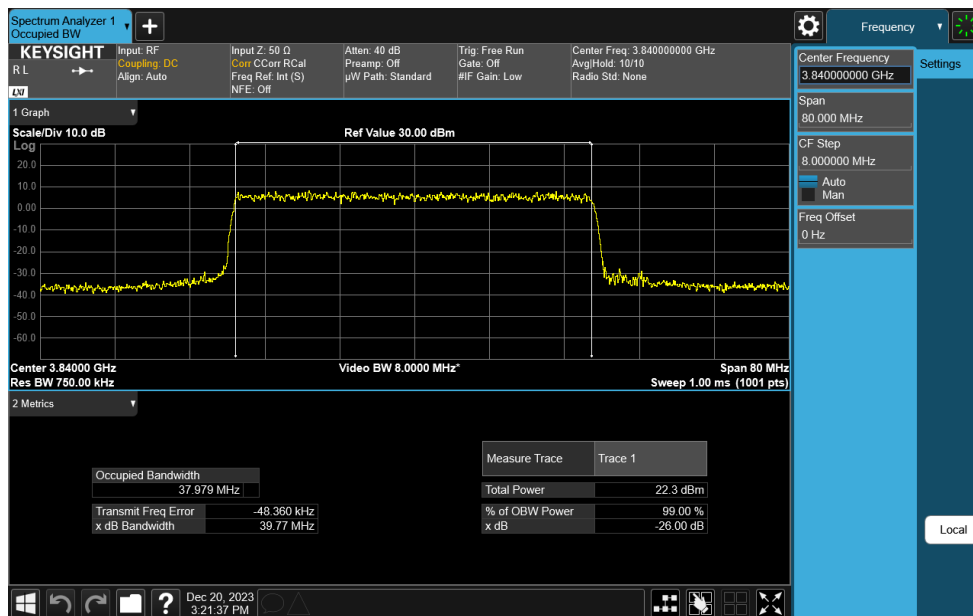 Spectrum Analyzer 1
Occupied BW
+
Frequency
KEYSIGHT
R L
LXI
Input: RF
Coupling: DC
Align: Auto
Input Z: 50 Ω
Corr CCorr RCal
Freq Ref: Int (S)
NFE: Off
Atten: 40 dB
Preamp: Off
µW Path: Standard
Trig: Free Run
Gate: Off
#IF Gain: Low
Center Freq: 3.840000000 GHz
Avg|Hold: 10/10
Radio Std: None
Center Frequency
3.840000000 GHz
Settings
Span
80.000 MHz
CF Step
8.000000 MHz
Auto
Man
Freq Offset
0 Hz
Local
1 Graph
Scale/Div 10.0 dB
Ref Value 30.00 dBm
Log
20.0
10.0
0.00
-10.0
-20.0
-30.0
-40.0
-50.0
-60.0
Center 3.84000 GHz
Video BW 8.0000 MHz*
Span 80 MHz
Res BW 750.00 kHz
Sweep 1.00 ms (1001 pts)
2 Metrics
Measure Trace Trace 1
Occupied Bandwidth
37.979 MHz
Total Power 22.3 dBm
Transmit Freq Error -48.360 kHz
% of OBW Power 99.00 %
x dB Bandwidth 39.77 MHz
x dB -26.00 dB
?
Dec 20, 2023
3:21:37 PM